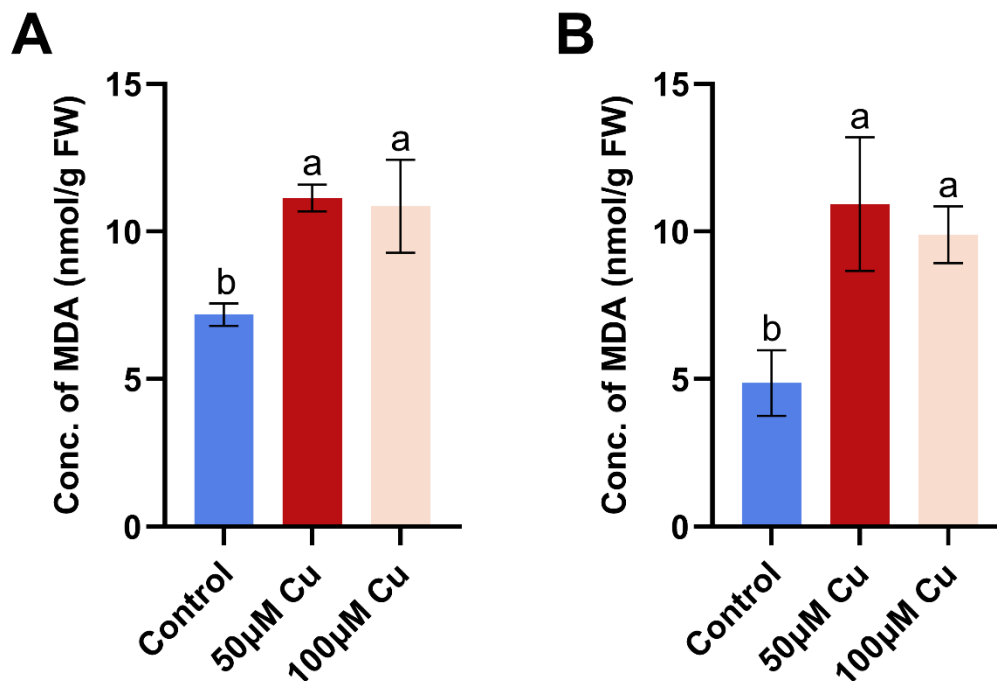 A
Conc. of MDA (nmol/g FW)
15
10
5
0
b
a
a
Control
50µM Cu
100µM Cu
B
Conc. of MDA (nmol/g FW)
15
10
5
0
b
a
a
Control
50µM Cu
100µM Cu